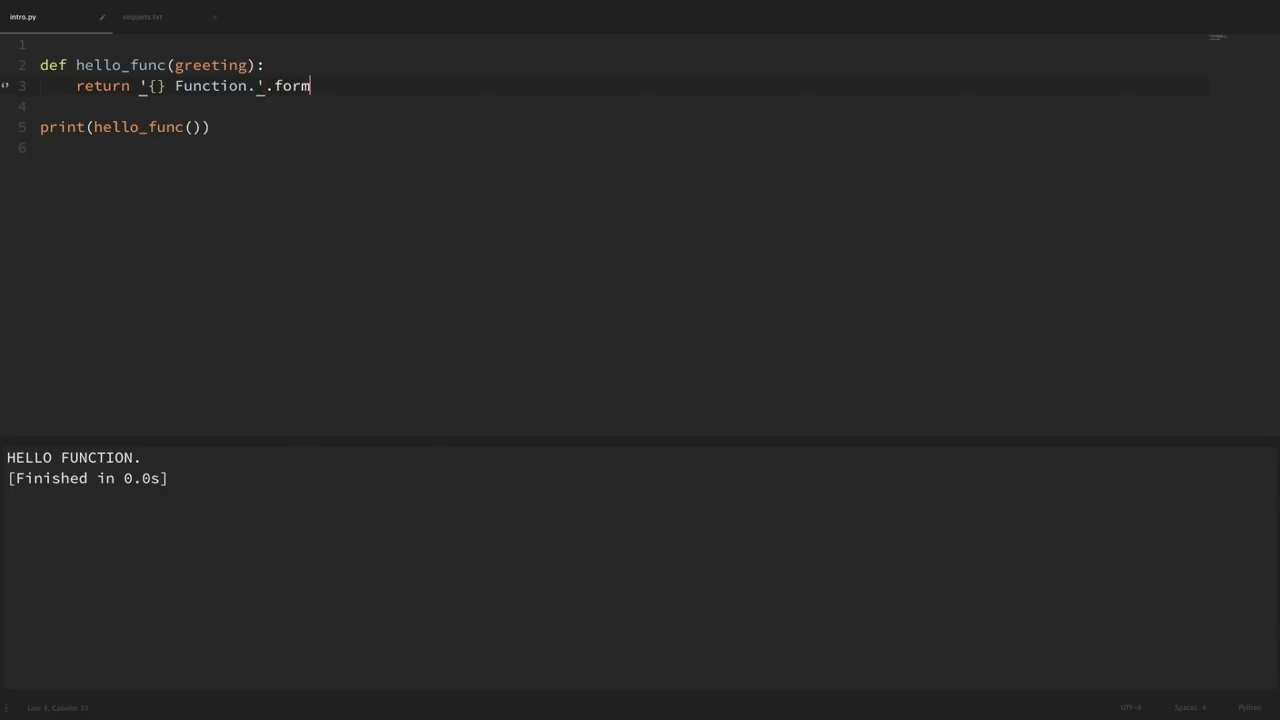 intro.py
snippets.txt
1
2 def hello_func(greeting):
3 return '{} Function.'.form
4
5 print(hello_func())
6
HELLO FUNCTION.
[Finished in 0.0s]
Line 3, Column 33
UTF-8
Spaces: 4
Python